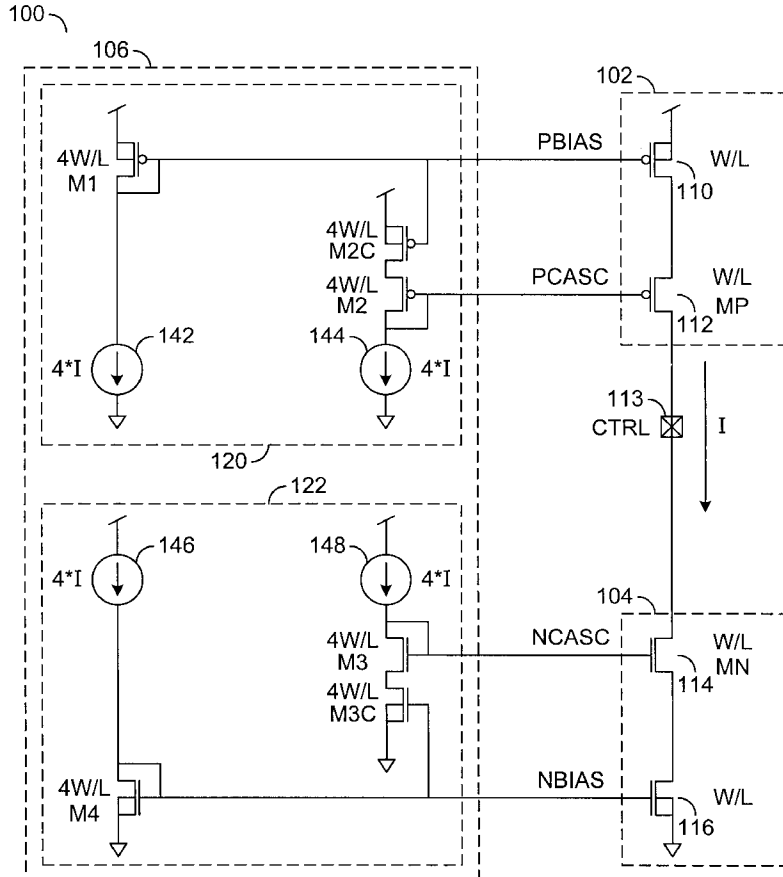 100
106
102
4W/L
M1
PBIAS
W/L
110
4W/L
M2C
4W/L
M2
PCASC
W/L
MP
112
142
4*I
144
4*I
113
CTRL
I
120
122
146
4*I
148
4*I
104
4W/L
M3
NCASC
W/L
MN
114
4W/L
M3C
4W/L
M4
NBIAS
W/L
116